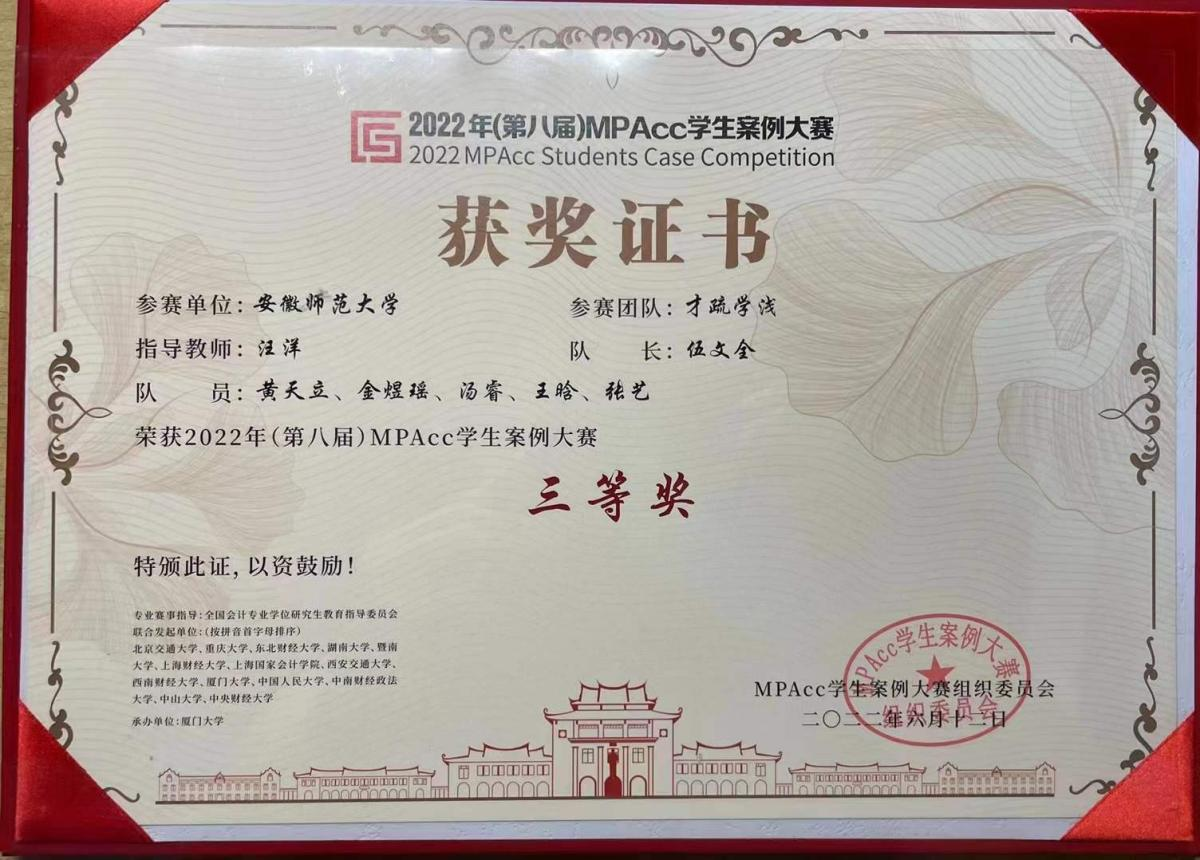 2022年(第八届)MPAcc学生案例大赛
2022 MPAcc Students Case Competition
获奖证书
参赛单位：安徽师范大学 参赛团队：才疏学浅
指导教师：汪洋 队 长：伍文全
队 员：黄天立、金煜瑶、汤睿、王晗、张艺
荣获2022年(第八届)MPAcc学生案例大赛
三等奖
特颁此证，以资鼓励！
专业赛事指导：全国会计专业学位研究生教育指导委员会
联合发起单位：(按拼音首字母排序)
北京交通大学、重庆大学、东北财经大学、湖南大学、暨南
大学、上海财经大学、上海国家会计学院、西安交通大学、
西南财经大学、厦门大学、中国人民大学、中南财经政法
大学、中山大学、中央财经大学
承办单位：厦门大学
MPAcc学生案例大赛组织委员会
二〇二二年六月十二日
MPAcc学生案例大赛
组织委员会